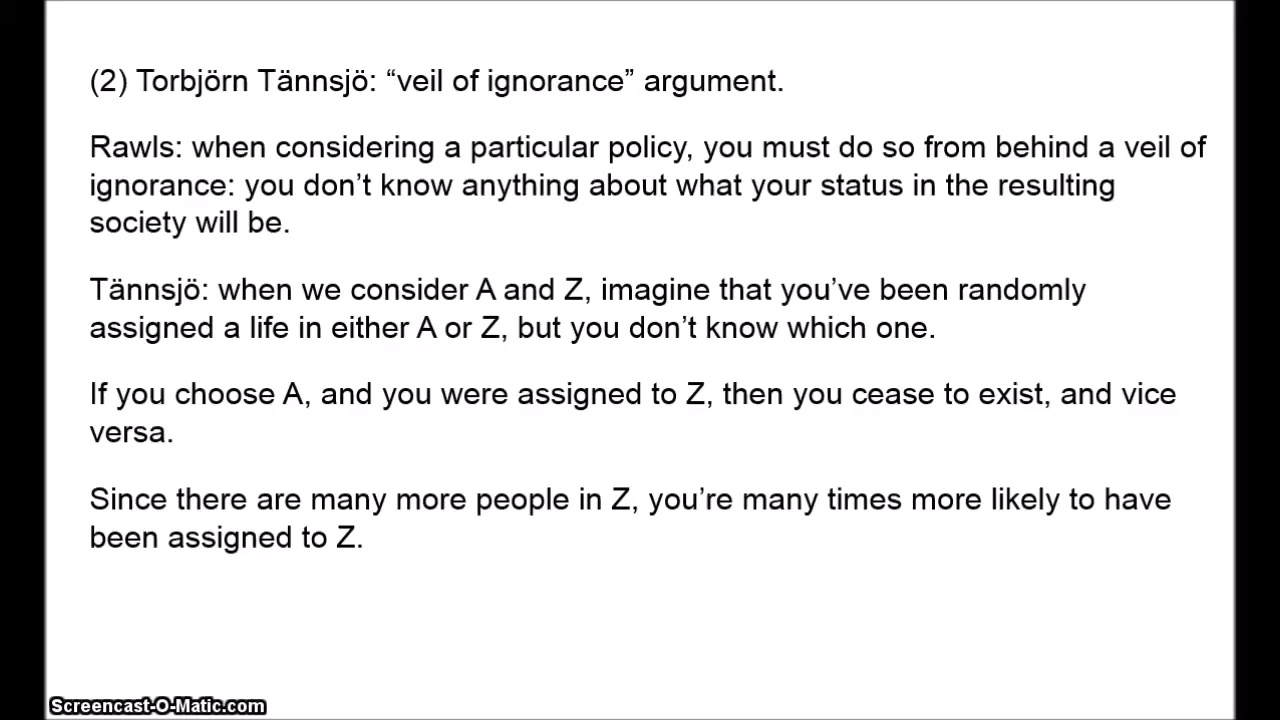 (2) Torbjörn Tännsjö: “veil of ignorance” argument.
Rawls: when considering a particular policy, you must do so from behind a veil of
ignorance: you don’t know anything about what your status in the resulting
society will be.
Tännsjö: when we consider A and Z, imagine that you’ve been randomly
assigned a life in either A or Z, but you don’t know which one.
If you choose A, and you were assigned to Z, then you cease to exist, and vice
versa.
Since there are many more people in Z, you’re many times more likely to have
been assigned to Z.
Screencast-O-Matic.com